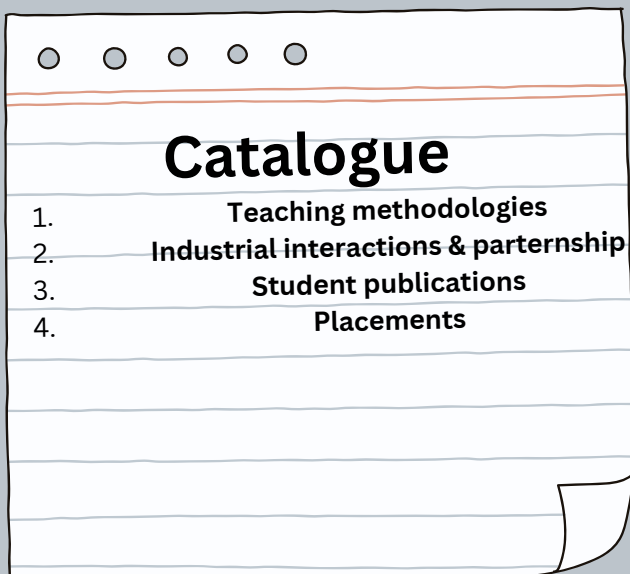 Catalogue
1. Teaching methodologies
2. Industrial interactions & parternship
3. Student publications
4. Placements